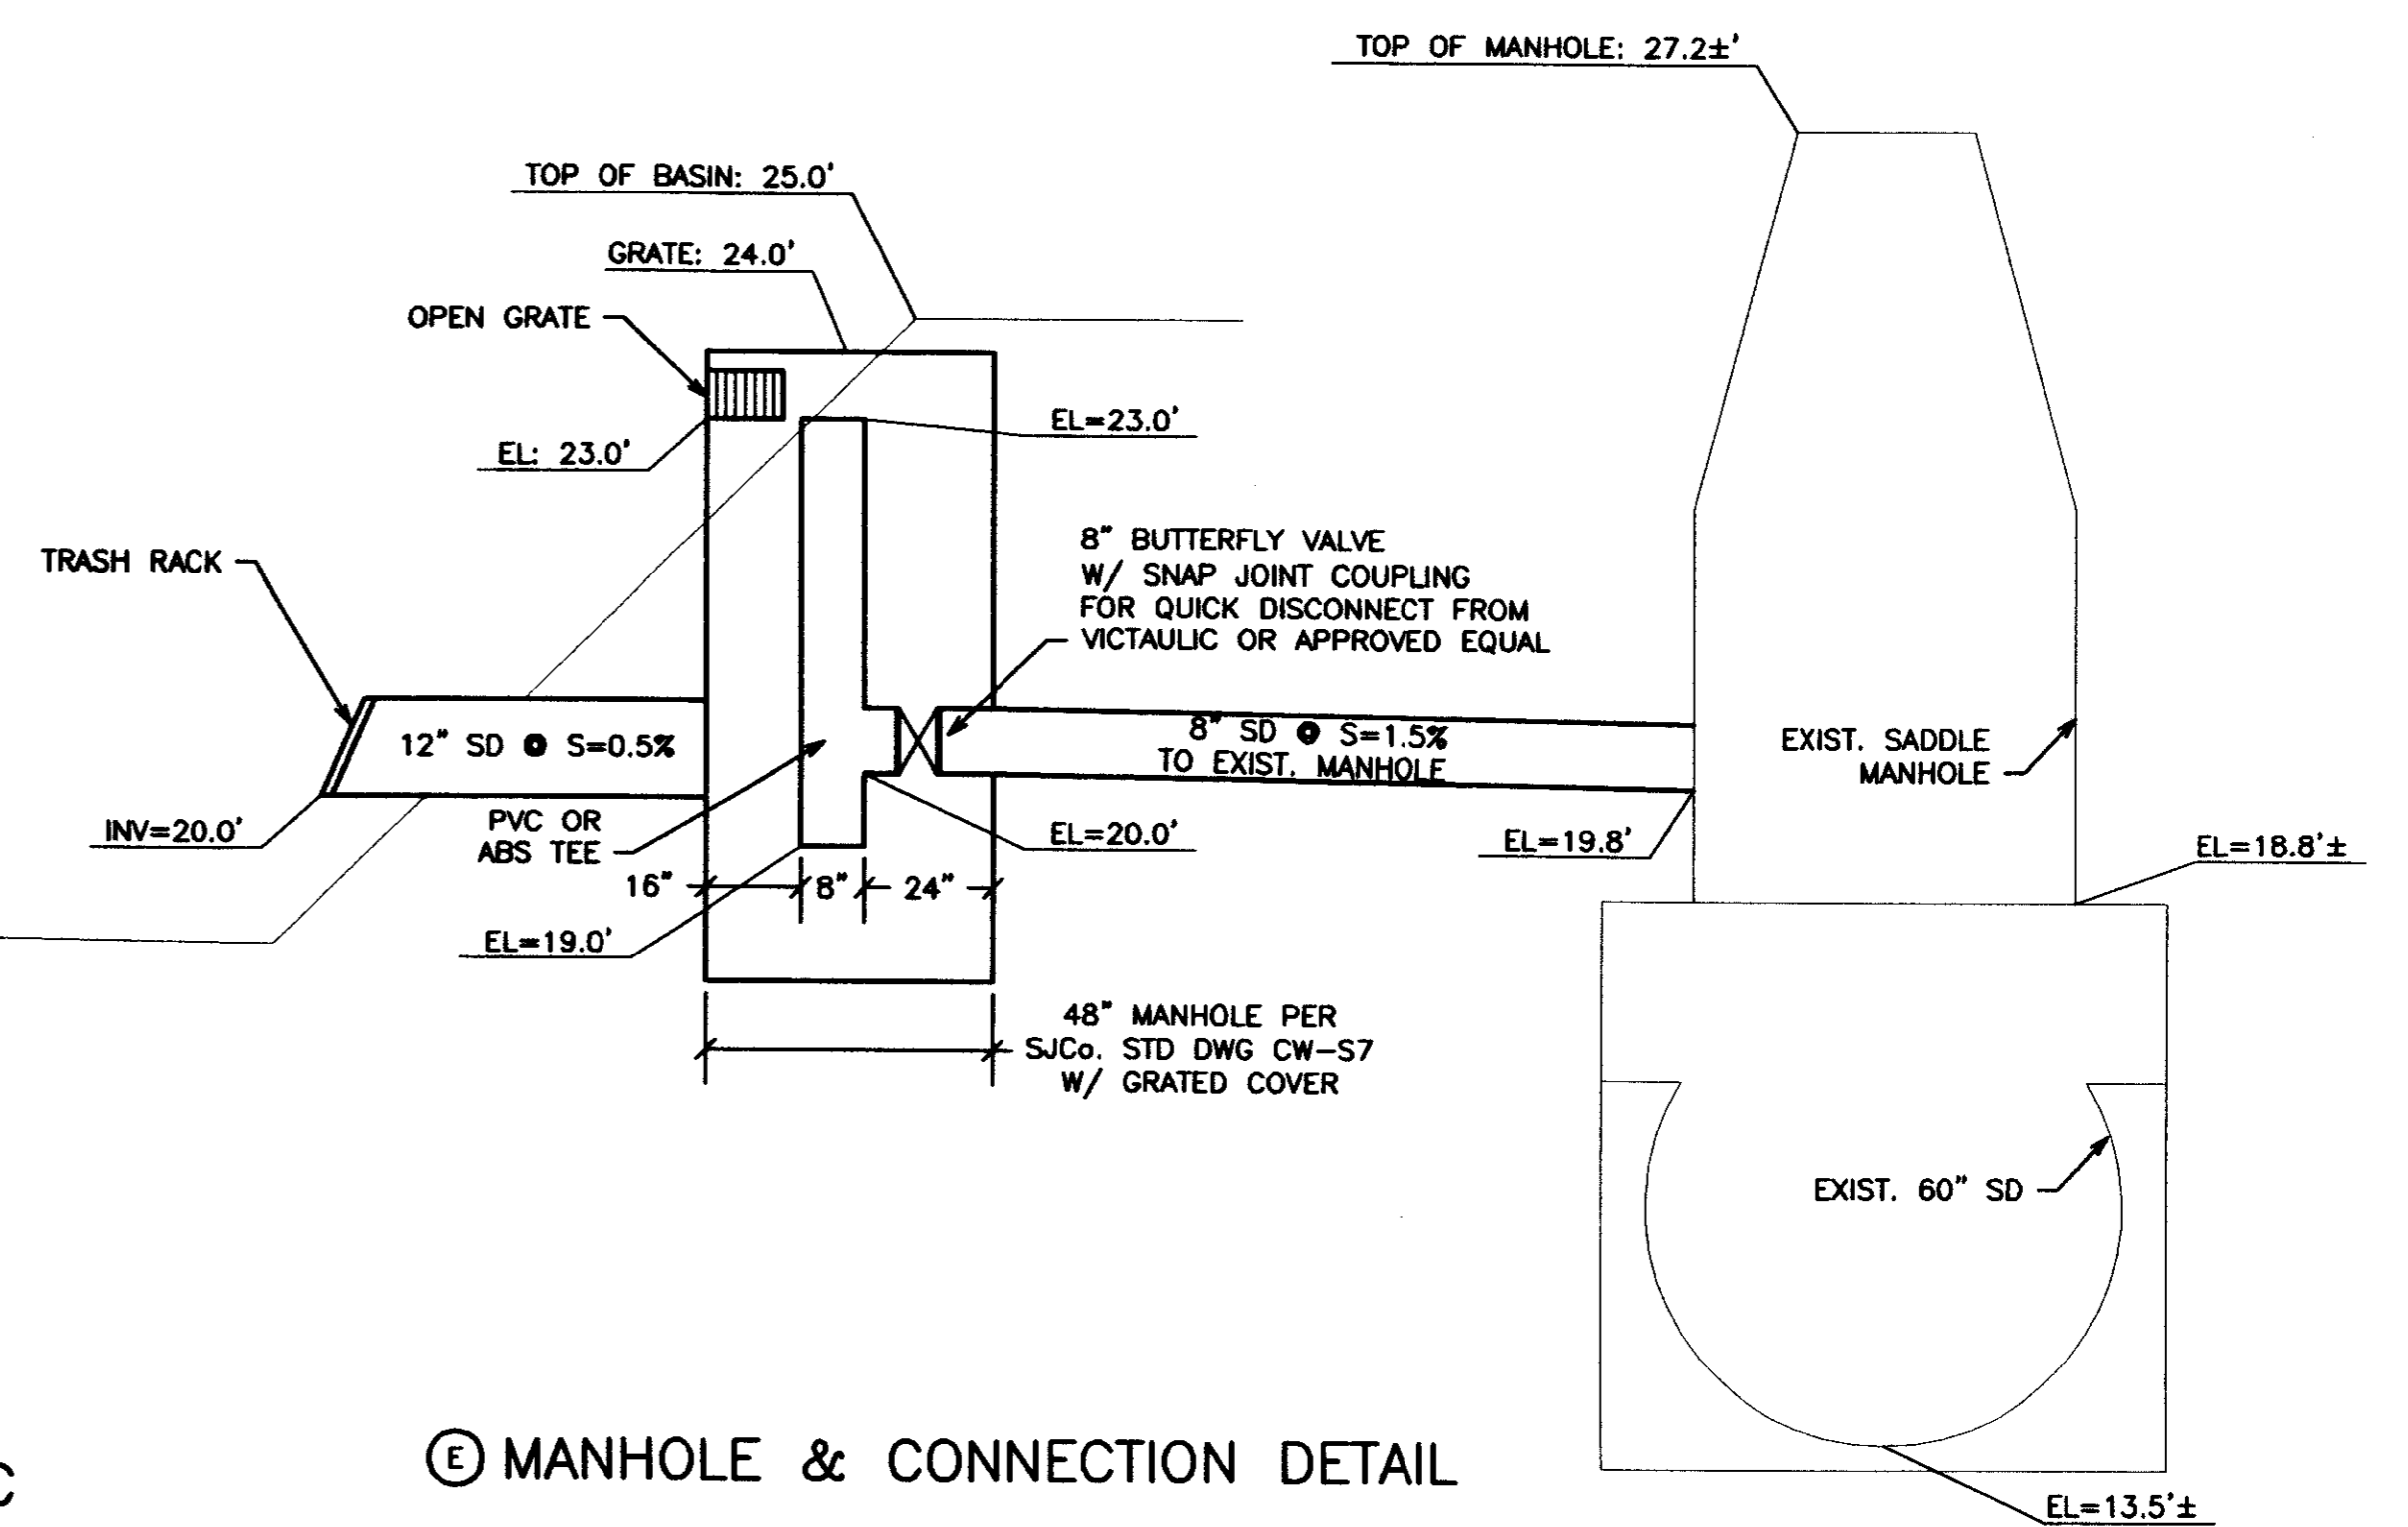 TOP OF MANHOLE: 27.2±'
TOP OF BASIN: 25.0'
GRATE: 24.0'
OPEN GRATE
EL: 23.0'
EL=23.0'
TRASH RACK
8" BUTTERFLY VALVE
W/ SNAP JOINT COUPLING
FOR QUICK DISCONNECT FROM
VICTAULIC OR APPROVED EQUAL
12" SD @ S=0.5%
8" SD @ S=1.5%
TO EXIST. MANHOLE
EXIST. SADDLE
MANHOLE
INV=20.0'
PVC OR
ABS TEE
EL=20.0'
EL=19.8'
EL=18.8'±
16"
8"
24"
EL=19.0'
48" MANHOLE PER
SJCo. STD DWG CW-S7
W/ GRATED COVER
EXIST. 60" SD
E MANHOLE & CONNECTION DETAIL
EL=13.5'±